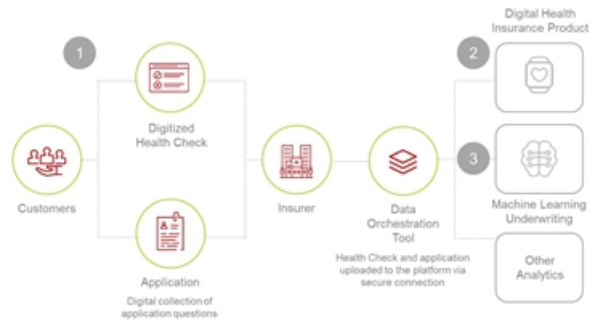 1
Digitized
Health Check
Customers
Application
Digital collection of
application questions
Insurer
Data
Orchestration
Tool
Health Check and application
uploaded to the platform via
secure connection
Digital Health
Insurance Product
2
3
Machine Learning
Underwriting
Other
Analytics